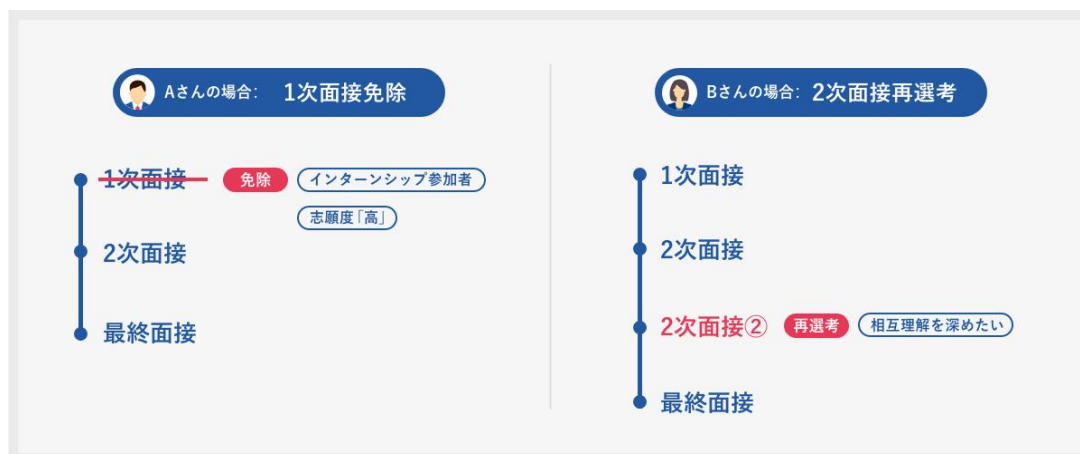 Aさんの場合: 1次面接免除
1次面接 免除 インターンシップ参加者
志願度「高」
2次面接
最終面接
Bさんの場合: 2次面接再選考
1次面接
2次面接
2次面接② 再選考 相互理解を深めたい
最終面接